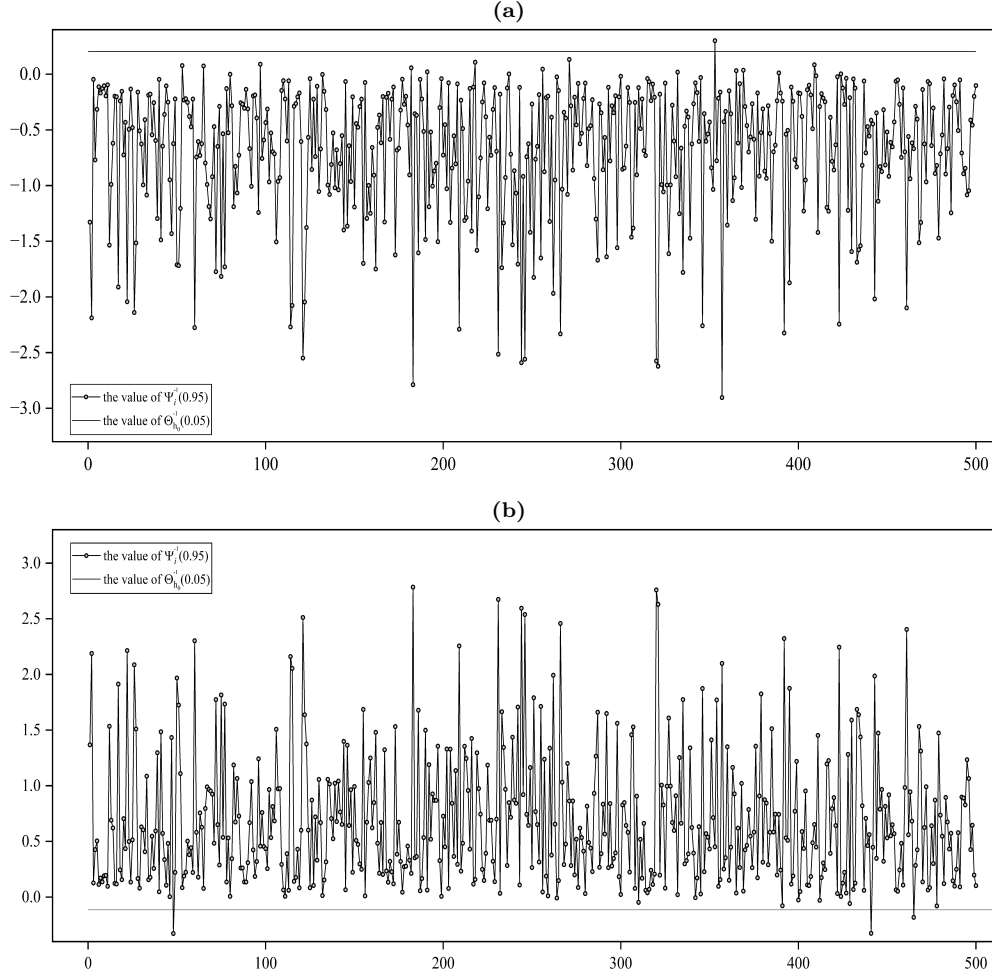 (a)
0.0
−0.5
−1.0
−1.5
−2.0
−2.5
−3.0
the value of Ψ_i^{-1}(0.95)
the value of Θ_{h_0}^{-1}(0.05)
0 100 200 300 400 500
(b)
3.0
2.5
2.0
1.5
1.0
0.5
0.0
the value of Ψ_i^{-1}(0.95)
the value of Θ_{h_0}^{-1}(0.05)
0 100 200 300 400 500